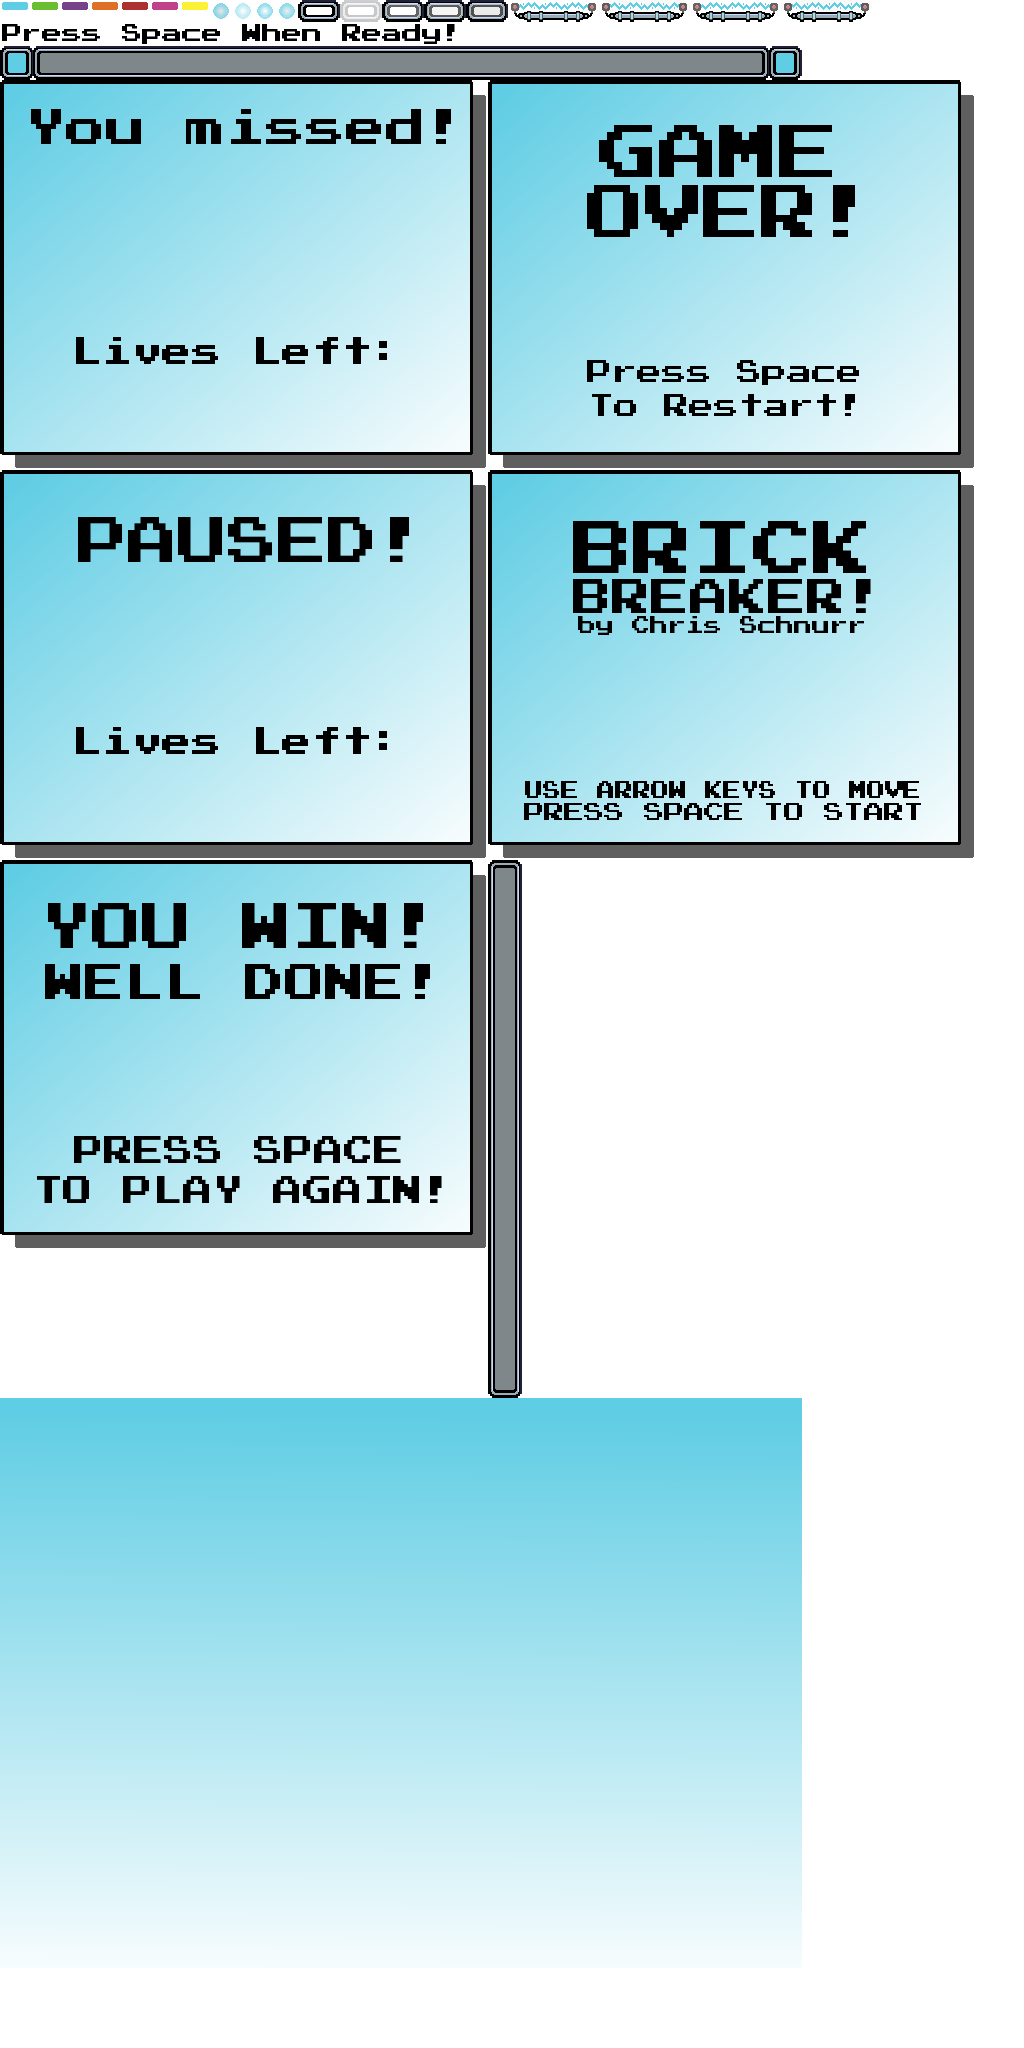 Press Space When Ready!
You missed!
Lives Left:
GAME
OVER!
Press Space
To Restart!
PAUSED!
Lives Left:
BRICK
BREAKER!
by Chris Schnurr
USE ARROW KEYS TO MOVE
PRESS SPACE TO START
YOU WIN!
WELL DONE!
PRESS SPACE
TO PLAY AGAIN!